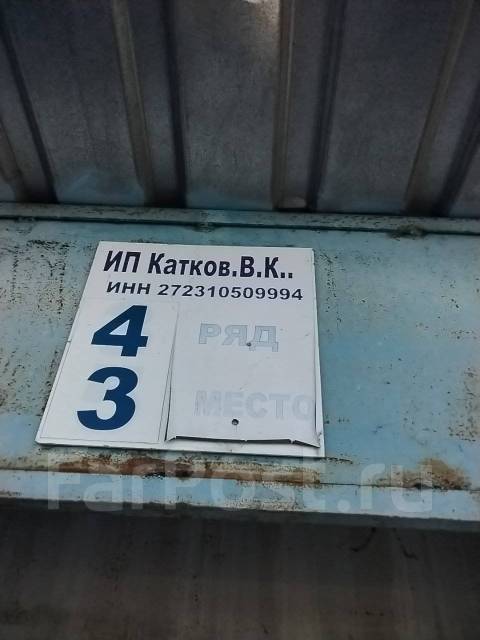 ИП Катков.В.К..
ИНН 272310509994
4 РЯД
3 МЕСТО
FarPost.ru